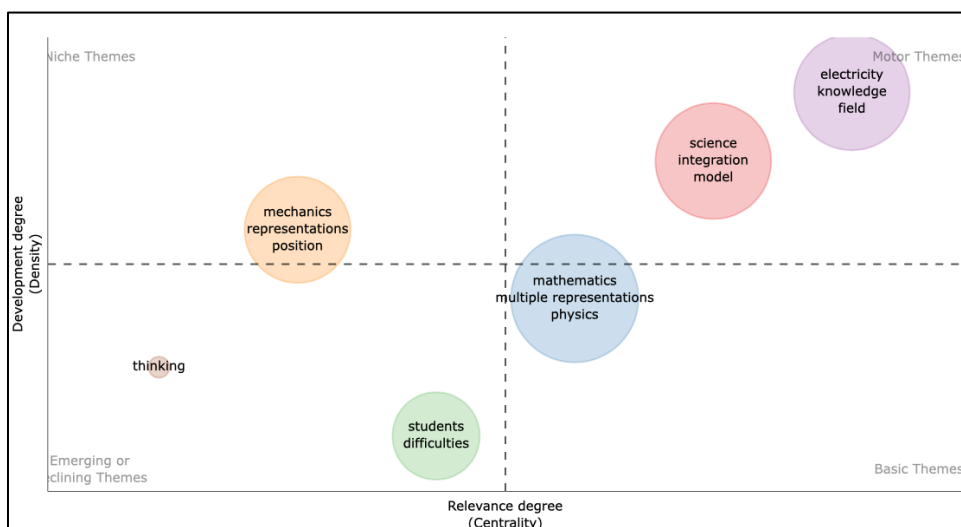 Niche Themes
Motor Themes
electricity
knowledge
field
science
integration
model
mechanics
representations
position
mathematics
multiple representations
physics
thinking
students
difficulties
Emerging or
clining Themes
Basic Themes
Development degree
(Density)
Relevance degree
(Centrality)